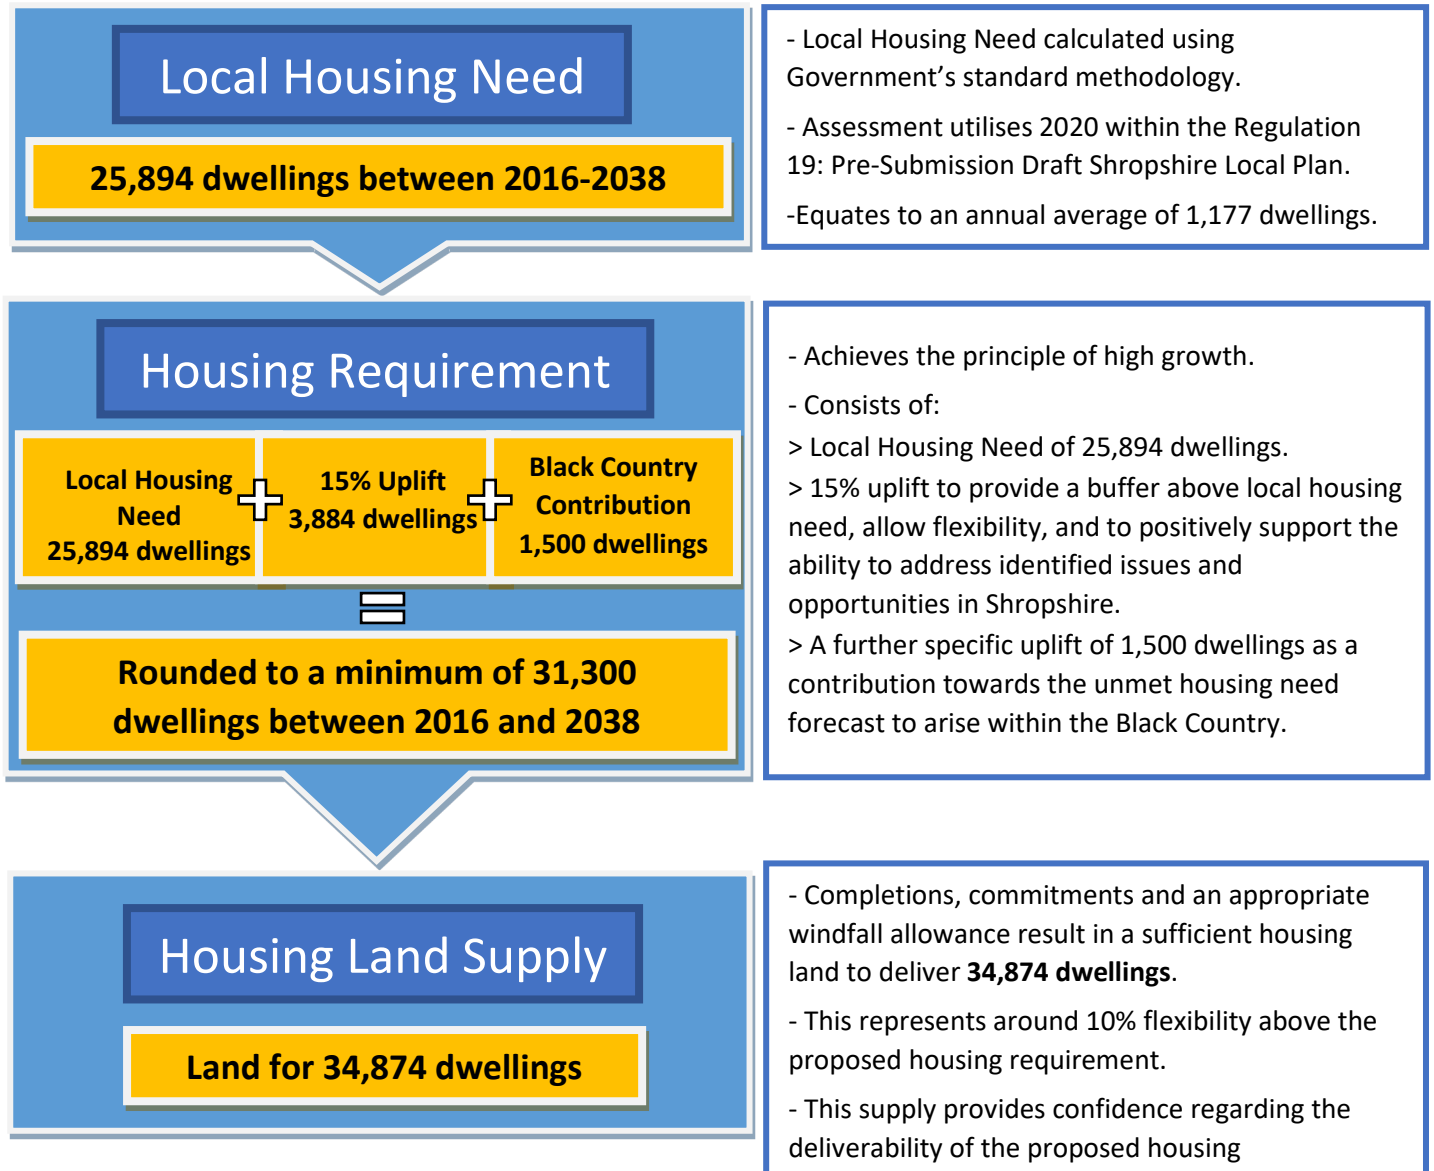 Local Housing Need
25,894 dwellings between 2016-2038
- Local Housing Need calculated using
Government’s standard methodology.
- Assessment utilises 2020 within the Regulation
19: Pre-Submission Draft Shropshire Local Plan.
-Equates to an annual average of 1,177 dwellings.
Housing Requirement
Local Housing
Need
25,894 dwellings
15% Uplift
3,884 dwellings
Black Country
Contribution
1,500 dwellings
Rounded to a minimum of 31,300
dwellings between 2016 and 2038
- Achieves the principle of high growth.
- Consists of:
> Local Housing Need of 25,894 dwellings.
> 15% uplift to provide a buffer above local housing
need, allow flexibility, and to positively support the
ability to address identified issues and
opportunities in Shropshire.
> A further specific uplift of 1,500 dwellings as a
contribution towards the unmet housing need
forecast to arise within the Black Country.
Housing Land Supply
Land for 34,874 dwellings
- Completions, commitments and an appropriate
windfall allowance result in a sufficient housing
land to deliver 34,874 dwellings.
- This represents around 10% flexibility above the
proposed housing requirement.
- This supply provides confidence regarding the
deliverability of the proposed housing